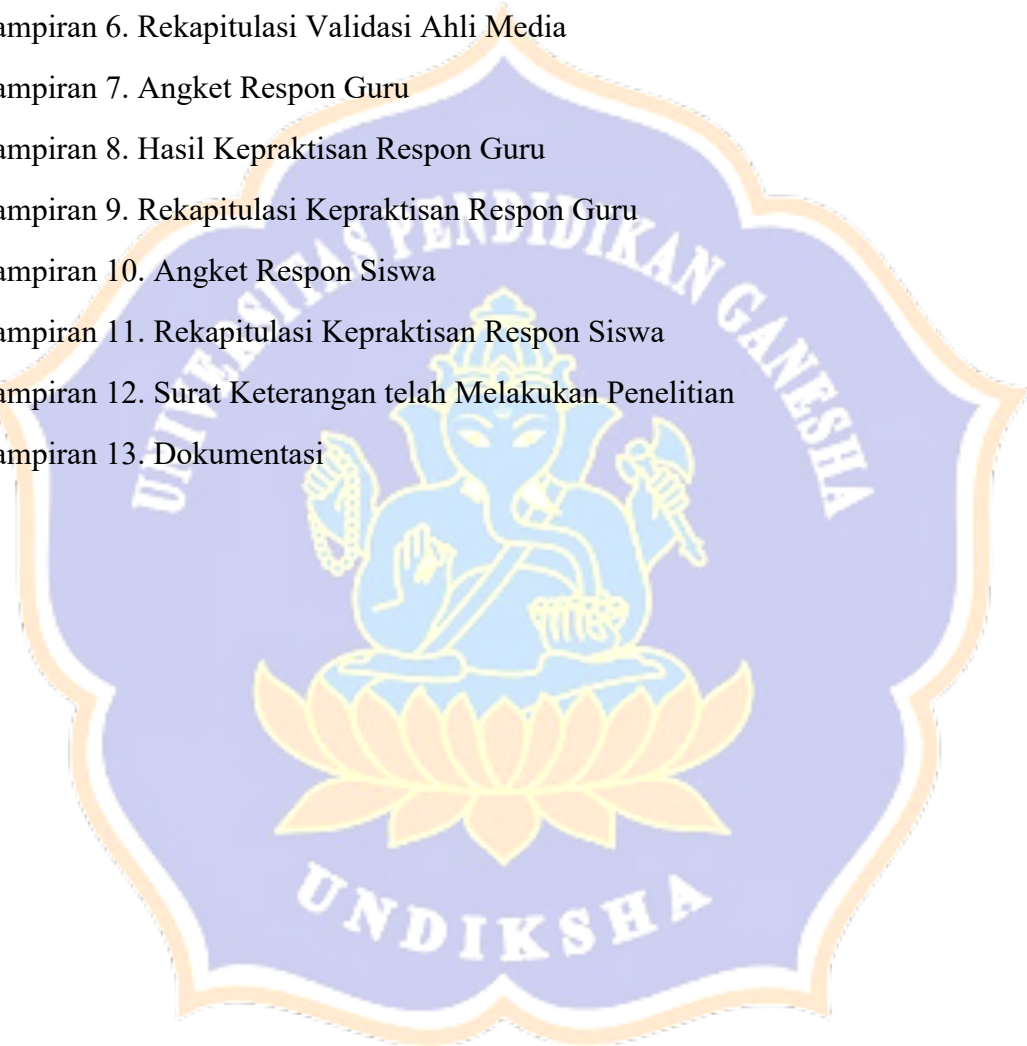 ampiran 6. Rekapitulasi Validasi Ahli Media
ampiran 7. Angket Respon Guru
ampiran 8. Hasil Kepraktisan Respon Guru
ampiran 9. Rekapitulasi Kepraktisan Respon Guru
ampiran 10. Angket Respon Siswa
ampiran 11. Rekapitulasi Kepraktisan Respon Siswa
ampiran 12. Surat Keterangan telah Melakukan Penelitian
ampiran 13. Dokumentasi
UNIVERSITAS PENDIDIKAN GANESHA
UNDIKSHA